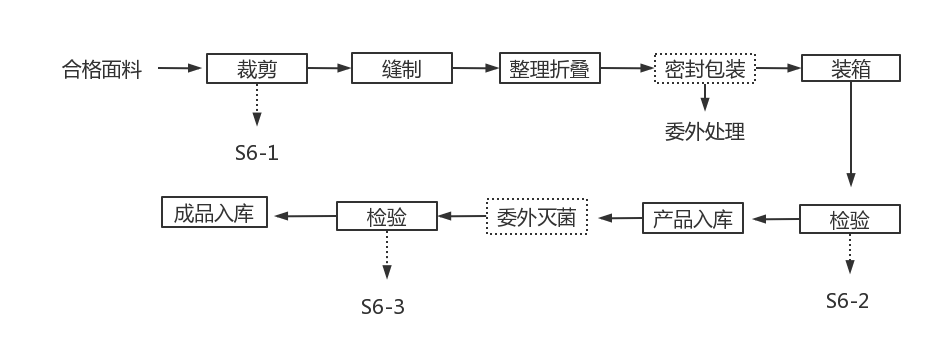 合格面料
裁剪
缝制
整理折叠
密封包装
装箱
委外处理
S6-1
成品入库
检验
委外灭菌
产品入库
检验
S6-3
S6-2